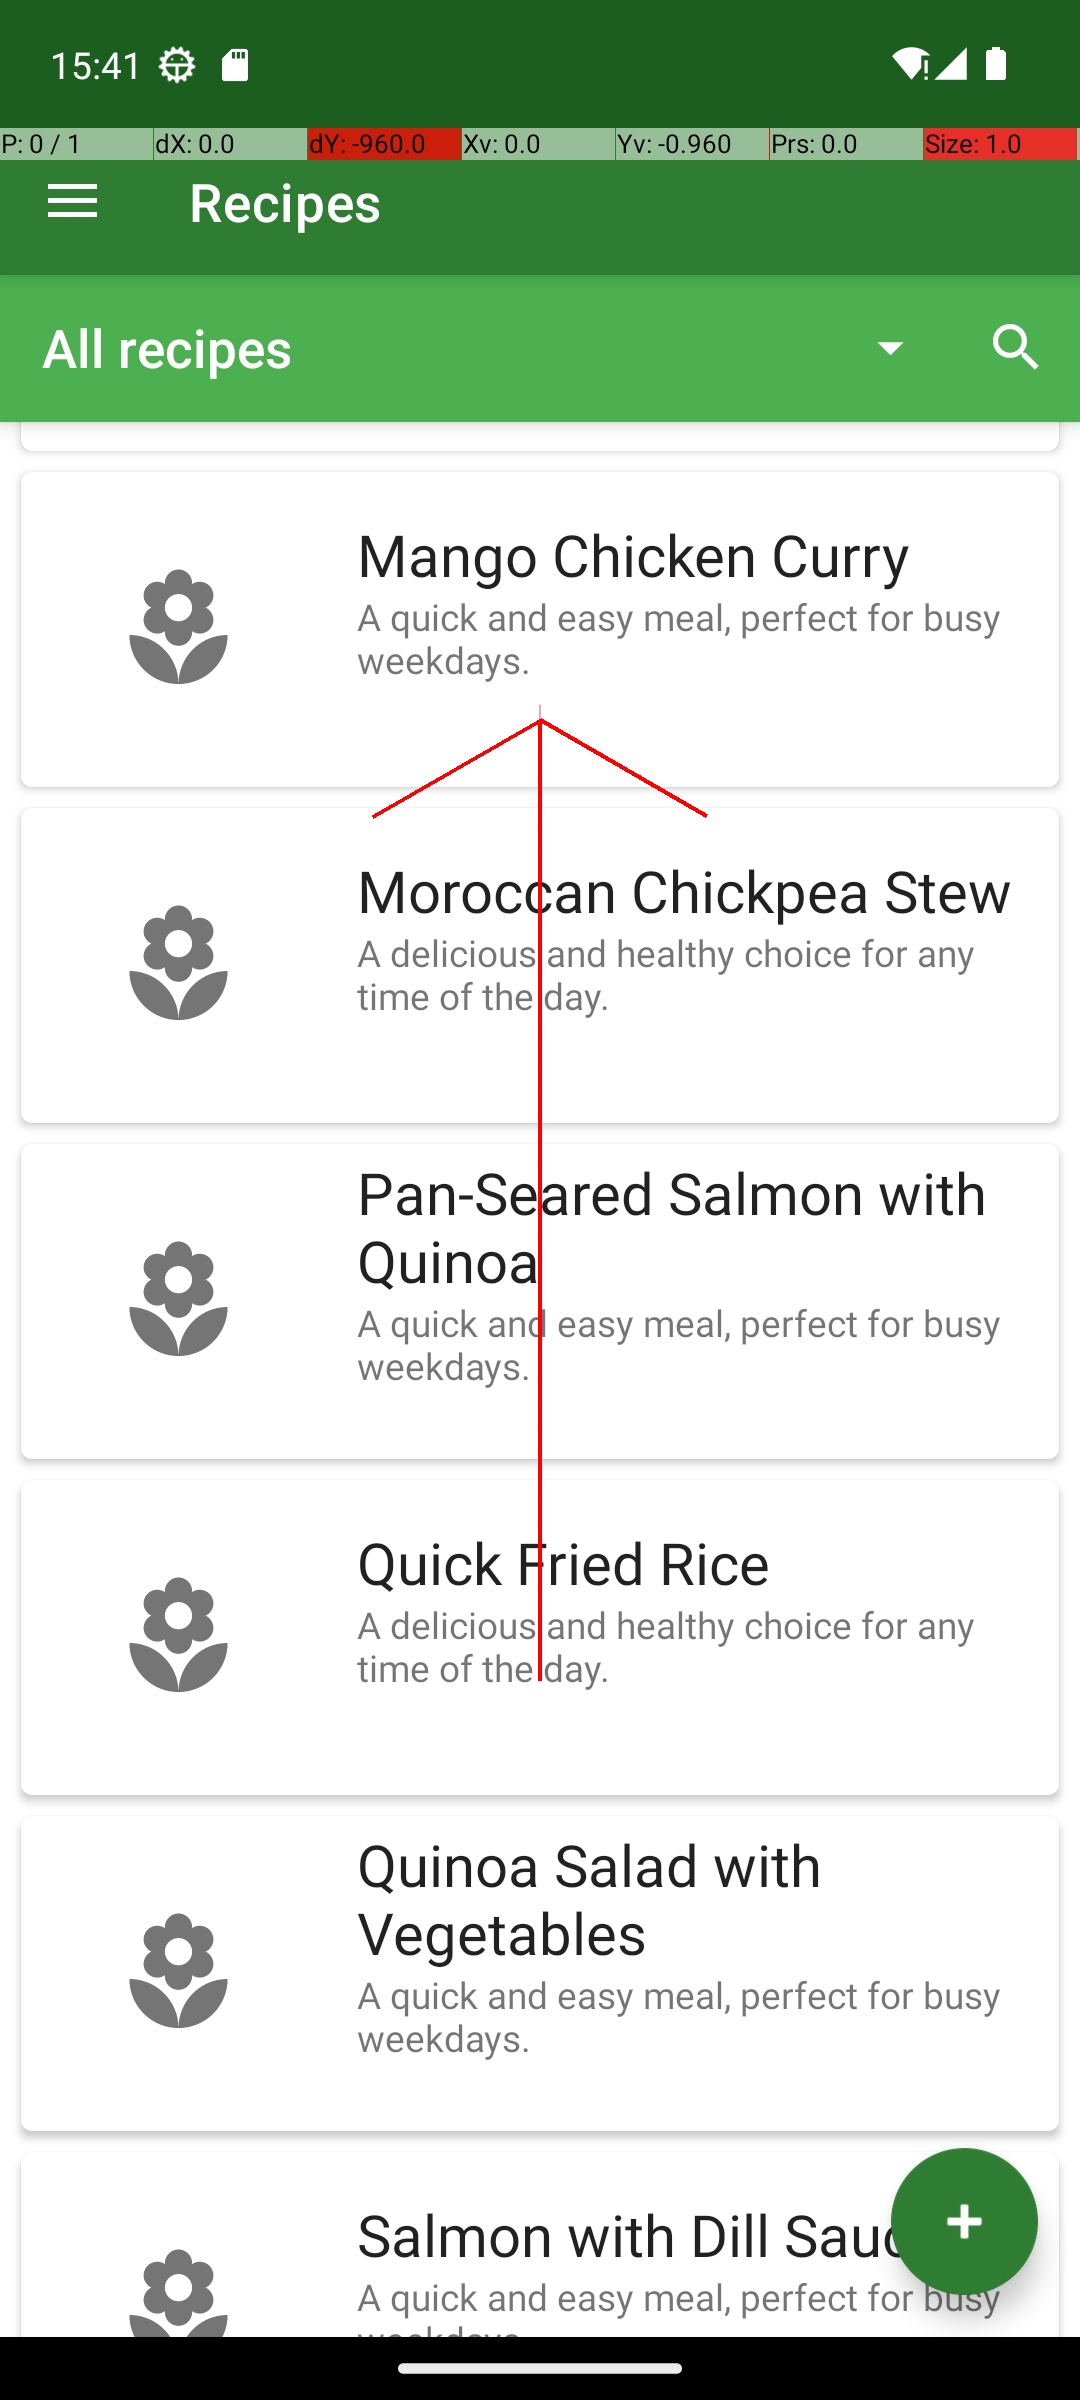 15:41
P: 0 / 1 dX: 0.0 dY: -960.0 Xv: 0.0 Yv: -0.960 Prs: 0.0 Size: 1.0
Recipes
All recipes
Mango Chicken Curry
A quick and easy meal, perfect for busy
weekdays.
Moroccan Chickpea Stew
A delicious and healthy choice for any
time of the day.
Pan-Seared Salmon with
Quinoa
A quick and easy meal, perfect for busy
weekdays.
Quick Fried Rice
A delicious and healthy choice for any
time of the day.
Quinoa Salad with
Vegetables
A quick and easy meal, perfect for busy
weekdays.
Salmon with Dill Sauc
A quick and easy meal, perfect for busy